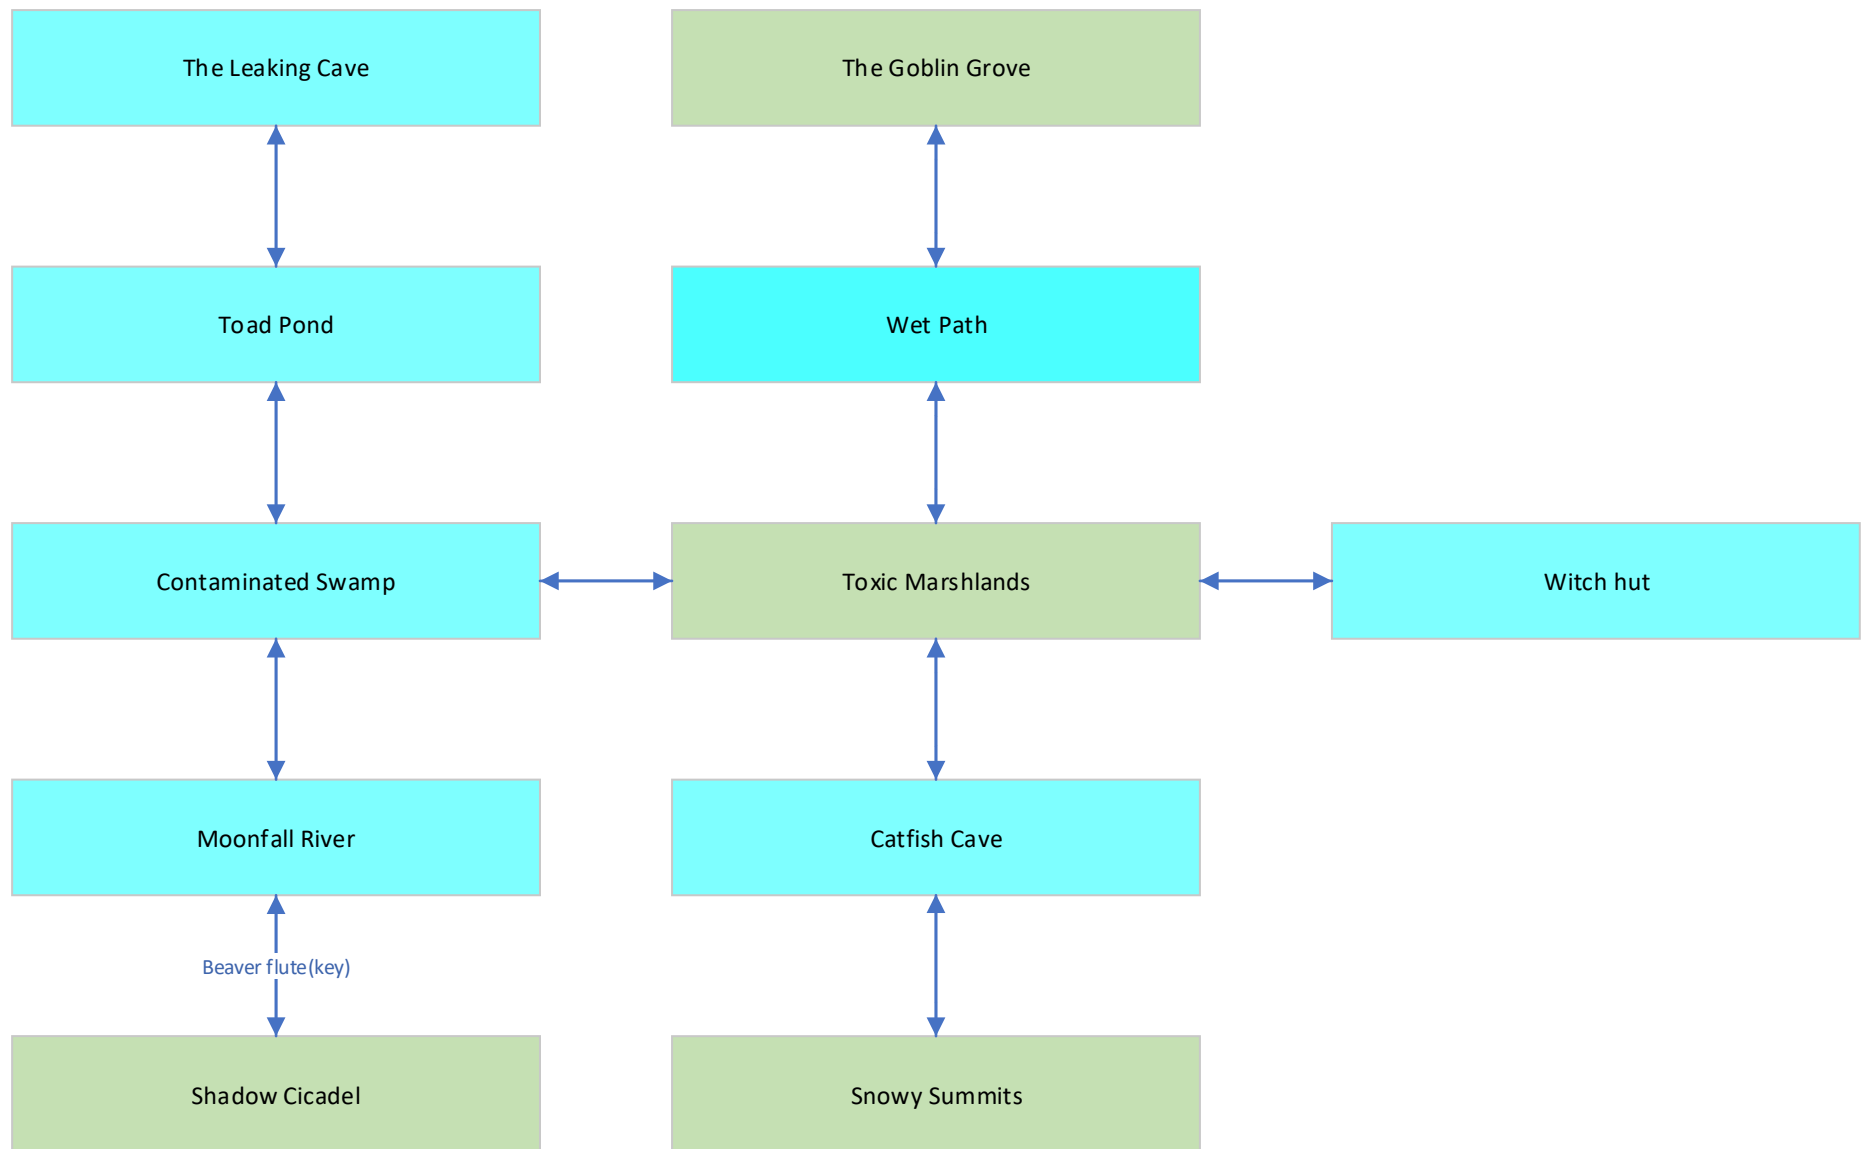 The Leaking Cave
The Goblin Grove
Toad Pond
Wet Path
Contaminated Swamp
Toxic Marshlands
Witch hut
Moonfall River
Catfish Cave
Beaver flute(key)
Shadow Cicadel
Snowy Summits